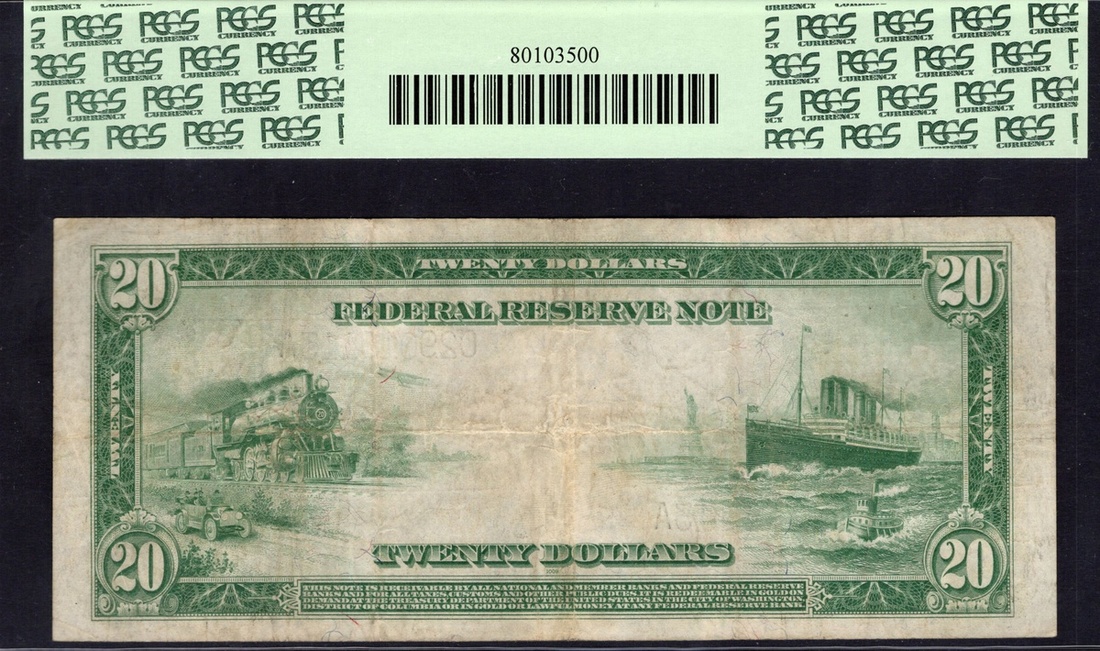 PCGS CURRENCY
80103500
TWENTY DOLLARS
20 20
FEDERAL RESERVE NOTE
TWENTY TWENTY
TWENTY DOLLARS
20 20
THIS NOTE IS RECEIVABLE BY ALL NATIONAL AND MEMBER BANKS AND FEDERAL RESERVE
BANKS AND FOR ALL TAXES, CUSTOMS AND OTHER PUBLIC DUES. IT IS REDEEMABLE IN GOLD ON
DEMAND AT THE TREASURY DEPARTMENT OF THE UNITED STATES IN THE CITY OF WASHINGTON
DISTRICT OF COLUMBIA OR IN GOLD OR LAWFUL MONEY AT ANY FEDERAL RESERVE BANK.